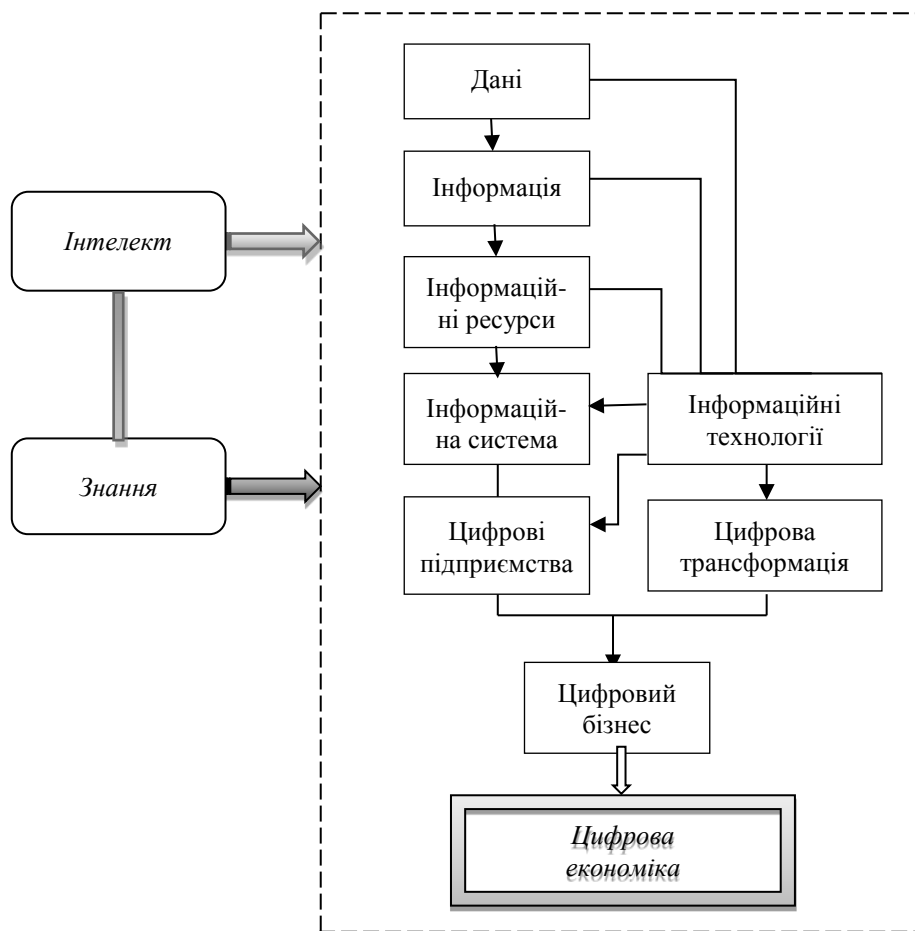 Дані
Інформація
Інтелект
Інформацій-
ні ресурси
Інформацій-
на система
Інформаційні
технології
Знання
Цифрові
підприємства
Цифрова
трансформація
Цифровий
бізнес
Цифрова
економіка